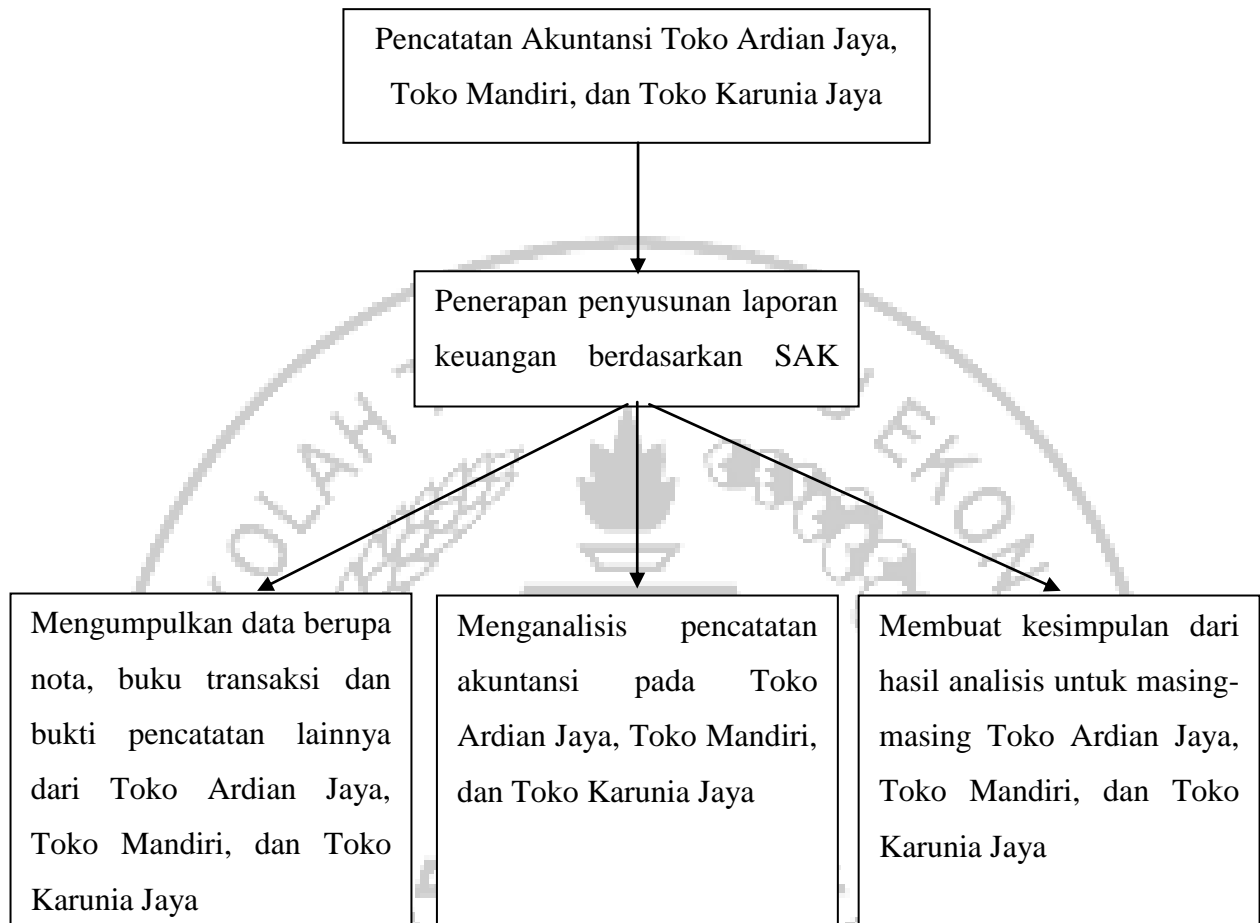 Pencatatan Akuntansi Toko Ardian Jaya,
Toko Mandiri, dan Toko Karunia Jaya
Penerapan penyusunan laporan
keuangan berdasarkan SAK
Mengumpulkan data berupa
nota, buku transaksi dan
bukti pencatatan lainnya
dari Toko Ardian Jaya,
Toko Mandiri, dan Toko
Karunia Jaya
Menganalisis pencatatan
akuntansi pada Toko
Ardian Jaya, Toko Mandiri,
dan Toko Karunia Jaya
Membuat kesimpulan dari
hasil analisis untuk masing-
masing Toko Ardian Jaya,
Toko Mandiri, dan Toko
Karunia Jaya